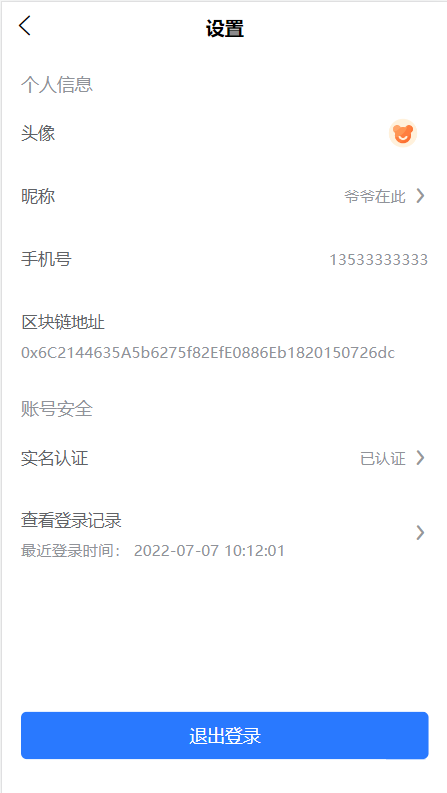 设置
个人信息
头像
昵称 爷爷在此
手机号 13533333333
区块链地址
0x6C2144635A5b6275f82EfE0886Eb1820150726dc
账号安全
实名认证 已认证
查看登录记录
最近登录时间： 2022-07-07 10:12:01
退出登录